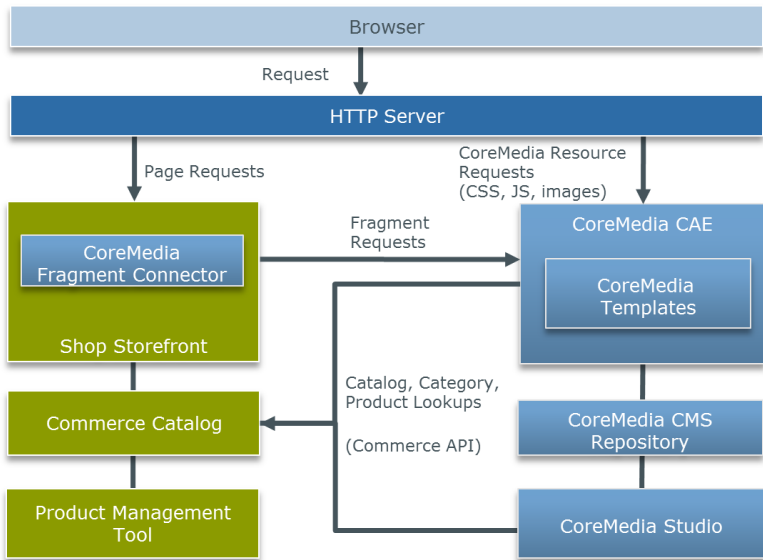 Browser
Request
HTTP Server
Page Requests
CoreMedia Resource
Requests
(CSS, JS, images)
CoreMedia
Fragment Connector
Shop Storefront
Fragment
Requests
CoreMedia CAE
CoreMedia
Templates
Catalog, Category,
Product Lookups
(Commerce API)
Commerce Catalog
CoreMedia CMS
Repository
Product Management
Tool
CoreMedia Studio